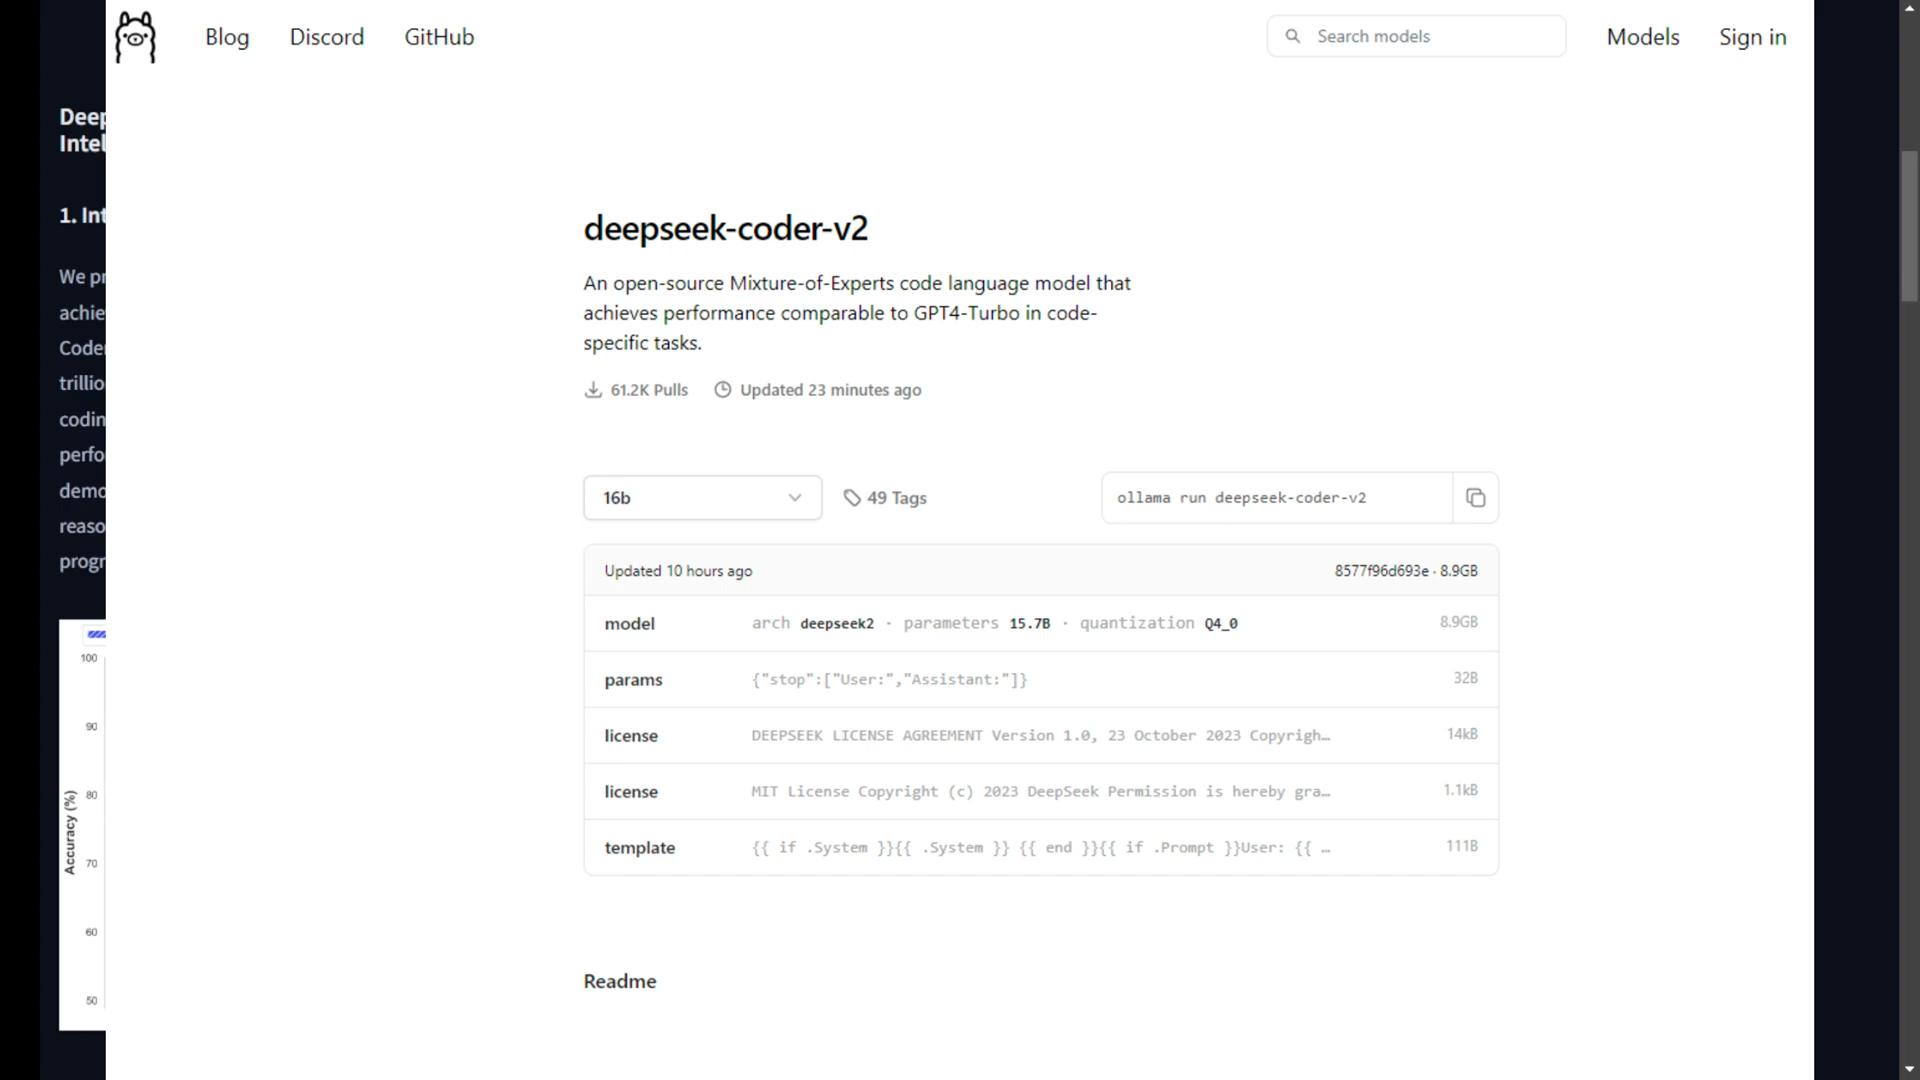 Blog Discord GitHub Search models Models Sign in
Deep
Intel
1. Int
We pr
achie
Coder
trillio
codin
perfo
demo
reaso
progr
100
90
80
70
60
50
Accuracy (%)
deepseek-coder-v2
An open-source Mixture-of-Experts code language model that
achieves performance comparable to GPT4-Turbo in code-
specific tasks.
61.2K Pulls Updated 23 minutes ago
16b 49 Tags ollama run deepseek-coder-v2
Updated 10 hours ago 8577f96d693e · 8.9GB
model arch deepseek2 · parameters 15.7B · quantization Q4_0 8.9GB
params {"stop":["User:","Assistant:"]} 32B
license DEEPSEEK LICENSE AGREEMENT Version 1.0, 23 October 2023 Copyrigh… 14kB
license MIT License Copyright (c) 2023 DeepSeek Permission is hereby gra… 1.1kB
template {{ if .System }}{{ .System }} {{ end }}{{ if .Prompt }}User: {{ … 111B
Readme